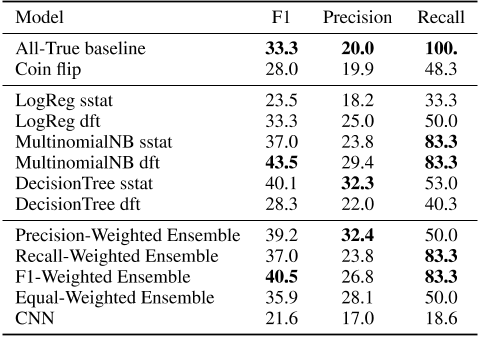 Model F1 Precision Recall
All-True baseline 33.3 20.0 100.
Coin flip 28.0 19.9 48.3
LogReg sstat 23.5 18.2 33.3
LogReg dft 33.3 25.0 50.0
MultinomialNB sstat 37.0 23.8 83.3
MultinomialNB dft 43.5 29.4 83.3
DecisionTree sstat 40.1 32.3 53.0
DecisionTree dft 28.3 22.0 40.3
Precision-Weighted Ensemble 39.2 32.4 50.0
Recall-Weighted Ensemble 37.0 23.8 83.3
F1-Weighted Ensemble 40.5 26.8 83.3
Equal-Weighted Ensemble 35.9 28.1 50.0
CNN 21.6 17.0 18.6